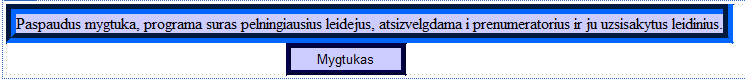 Paspaudus mygtuka, programa suras pelningiausius leidejus, atsizvelgdama i prenumeratorius ir ju uzsisakytus leidinius.
Mygtukas